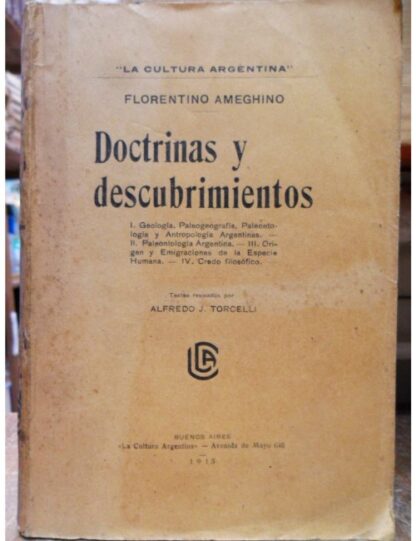 "LA CULTURA ARGENTINA"
FLORENTINO AMEGHINO
Doctrinas y
descubrimientos
I. Geología, Paleogeografía, Paleonto-
logía y Antropología Argentinas. —
II. Paleontología Argentina. — III. Ori-
gen y Emigraciones de la Especie
Humana. — IV. Credo filosófico.
Textos revisados por
ALFREDO J. TORCELLI
BUENOS AIRES
«La Cultura Argentina» — Avenida de Mayo
1915